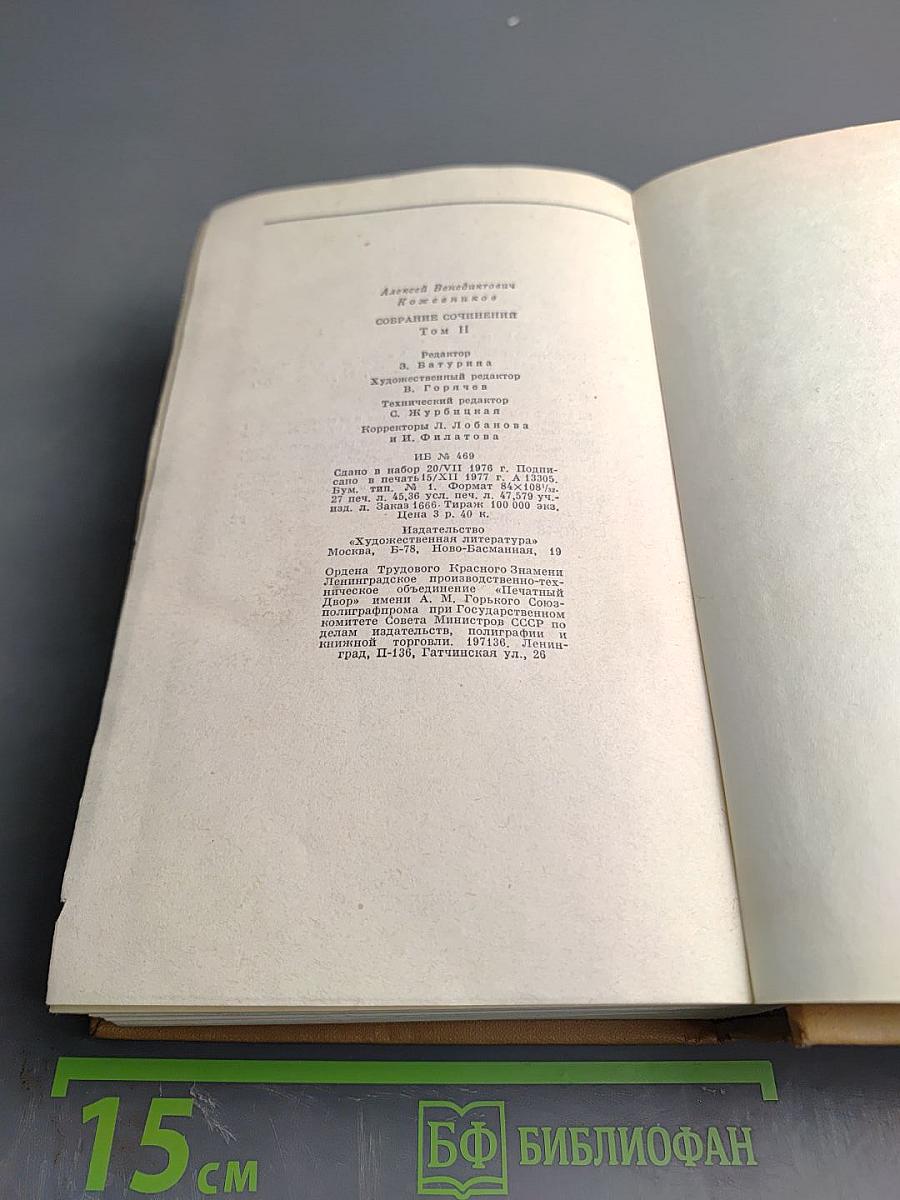 Алексей Венедиктович
Кожевников
СОБРАНИЕ СОЧИНЕНИЙ
Том II
Редактор
З. Батурина
Художественный редактор
В. Горячев
Технический редактор
С. Журбицкая
Корректоры Л. Лобанова
и И. Филатова
ИБ № 469
Сдано в набор 20/VII 1976 г. Подпи-
сано в печать 15/XII 1977 г. А 13305.
Бум. тип. № 1. Формат 84×108¹/₃₂.
27 печ. л. 45,36 усл. печ. л. 47,579 уч.-
изд. л. Заказ 1666. Тираж 100 000 экз.
Цена 3 р. 40 к.
Издательство
«Художественная литература»
Москва, Б-78, Ново-Басманная, 19
Ордена Трудового Красного Знамени
Ленинградское производственно-тех-
ническое объединение «Печатный
Двор» имени А. М. Горького Союз-
полиграфпрома при Государственном
комитете Совета Министров СССР по
делам издательств, полиграфии и
книжной торговли. 197136, Ленин-
град, П-136, Гатчинская ул., 26
15 см
БФ БИБЛИОФАН